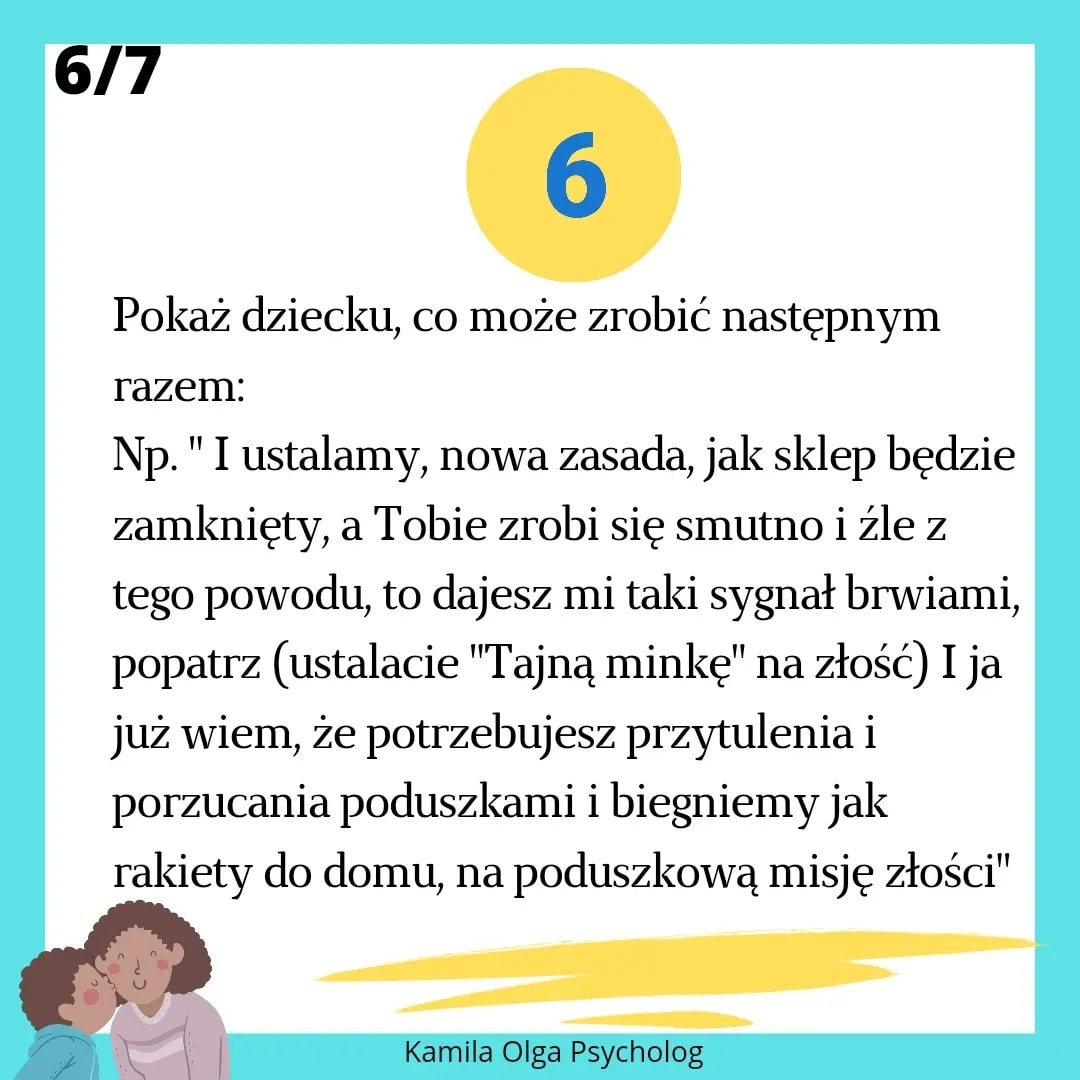 6/7
6
Pokaż dziecku, co może zrobić następnym
razem:
Np. " I ustalamy, nowa zasada, jak sklep będzie
zamknięty, a Tobie zrobi się smutno i źle z
tego powodu, to dajesz mi taki sygnał brwiami,
popatrz (ustalacie "Tajną minkę" na złość) I ja
już wiem, że potrzebujesz przytulenia i
porzucania poduszkami i biegniemy jak
rakiety do domu, na poduszkową misję złości"
Kamila Olga Psycholog